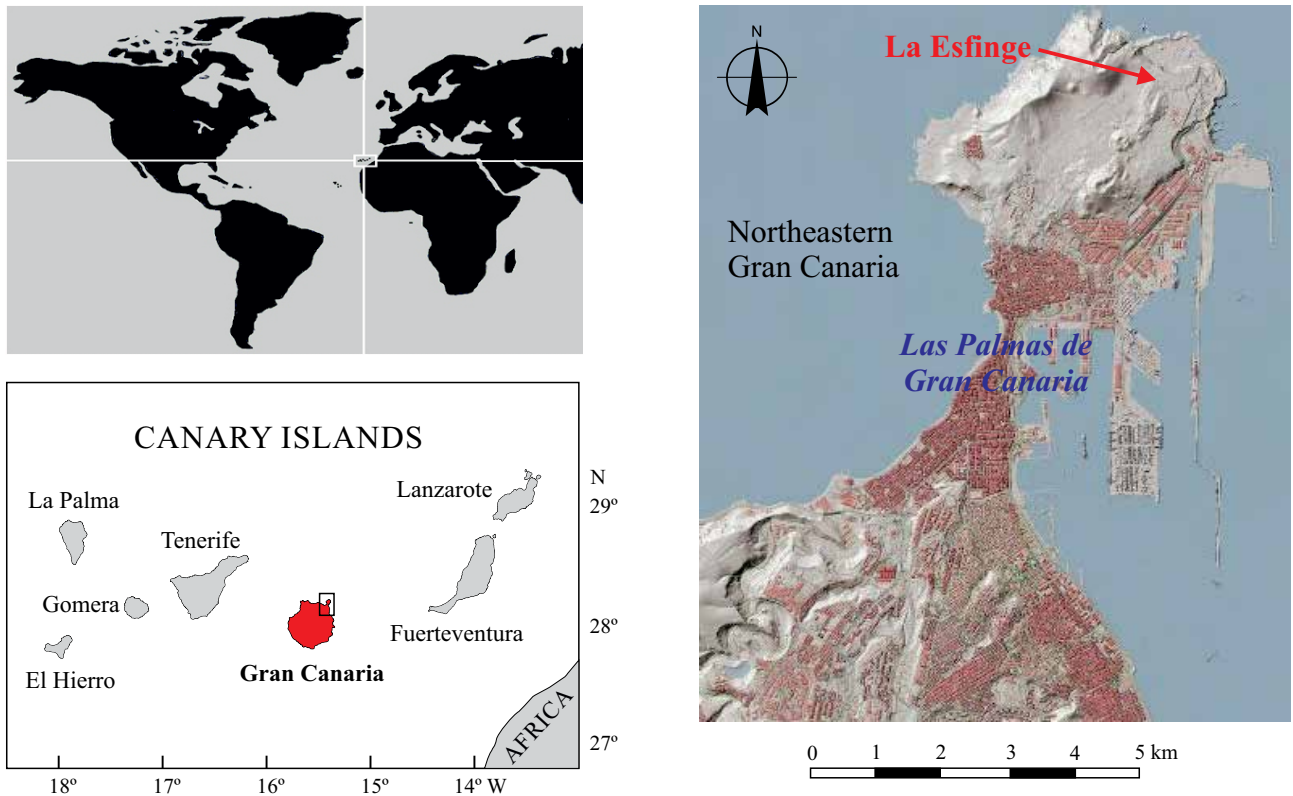 CANARY ISLANDS
La Palma
Tenerife
Gomera
El Hierro
Gran Canaria
Lanzarote
Fuerteventura
AFRICA
N
29º
28º
27º
18º
17º
16º
15º
14º W
N
La Esfinge
Northeastern
Gran Canaria
Las Palmas de
Gran Canaria
0 1 2 3 4 5 km